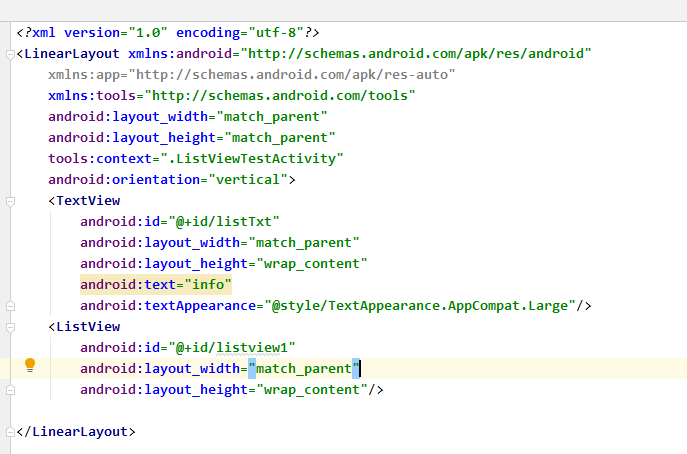 <?xml version="1.0" encoding="utf-8"?>
<LinearLayout xmlns:android="http://schemas.android.com/apk/res/android"
    xmlns:app="http://schemas.android.com/apk/res-auto"
    xmlns:tools="http://schemas.android.com/tools"
    android:layout_width="match_parent"
    android:layout_height="match_parent"
    tools:context=".ListViewTestActivity"
    android:orientation="vertical">
    <TextView
        android:id="@+id/listTxt"
        android:layout_width="match_parent"
        android:layout_height="wrap_content"
        android:text="info"
        android:textAppearance="@style/TextAppearance.AppCompat.Large"/>
    <ListView
        android:id="@+id/listview1"
        android:layout_width="match_parent"
        android:layout_height="wrap_content"/>
</LinearLayout>